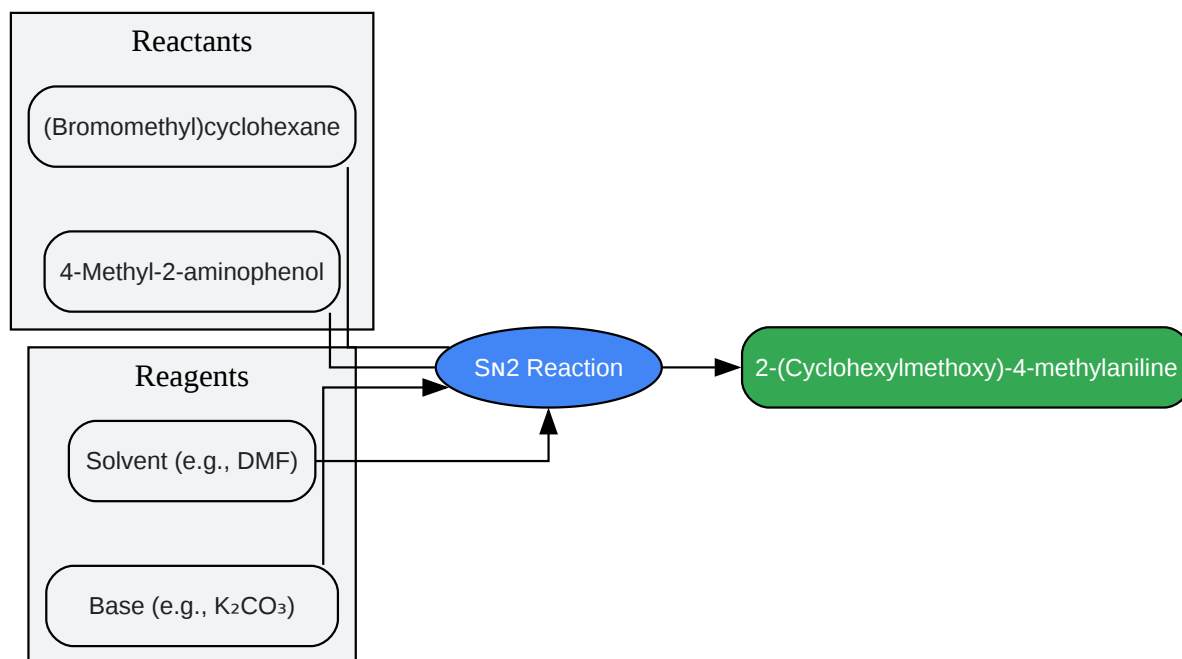 Reactants
(Bromomethyl)cyclohexane
4-Methyl-2-aminophenol
Reagents
Solvent (e.g., DMF)
Base (e.g., K₂CO₃)
Sɴ2 Reaction
2-(Cyclohexylmethoxy)-4-methylaniline